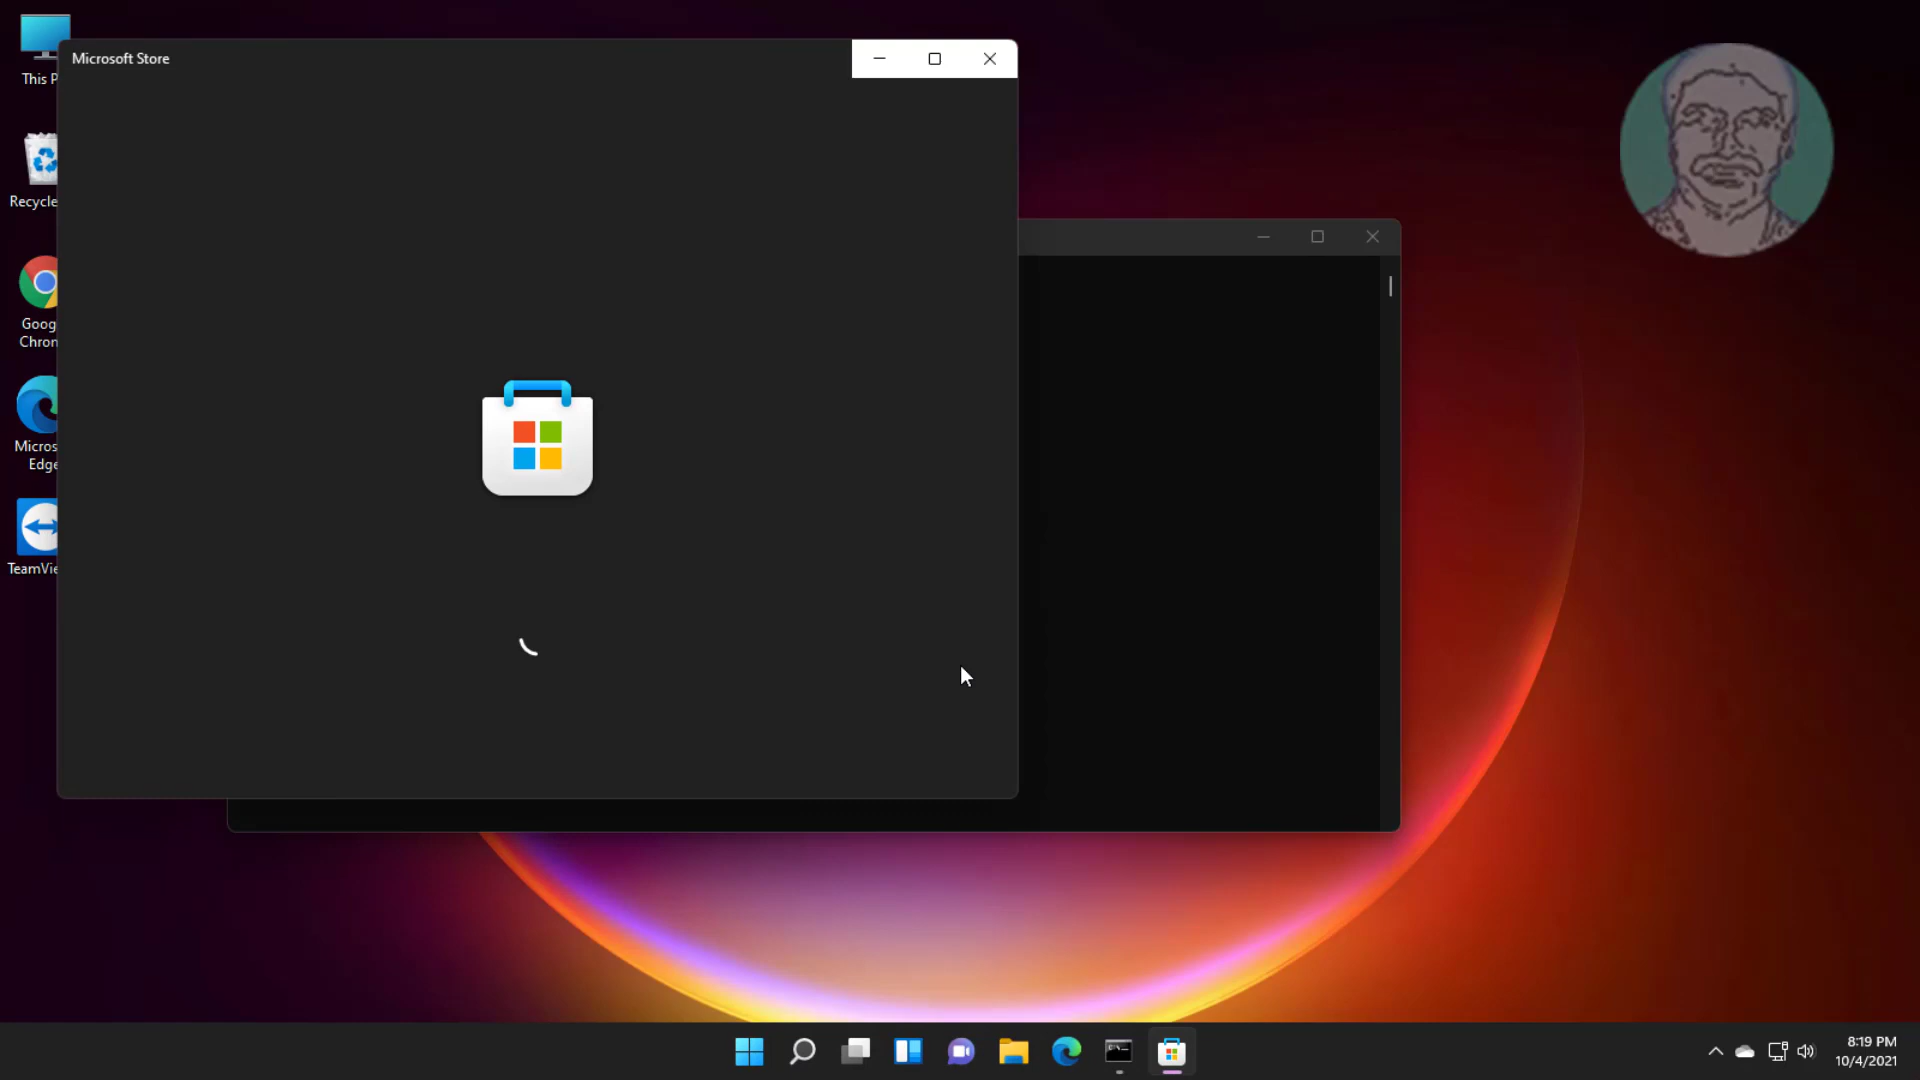 Microsoft Store
This P
Recycle
Goog
Chron
Micros
Edge
TeamVie
8:19 PM
10/4/2021